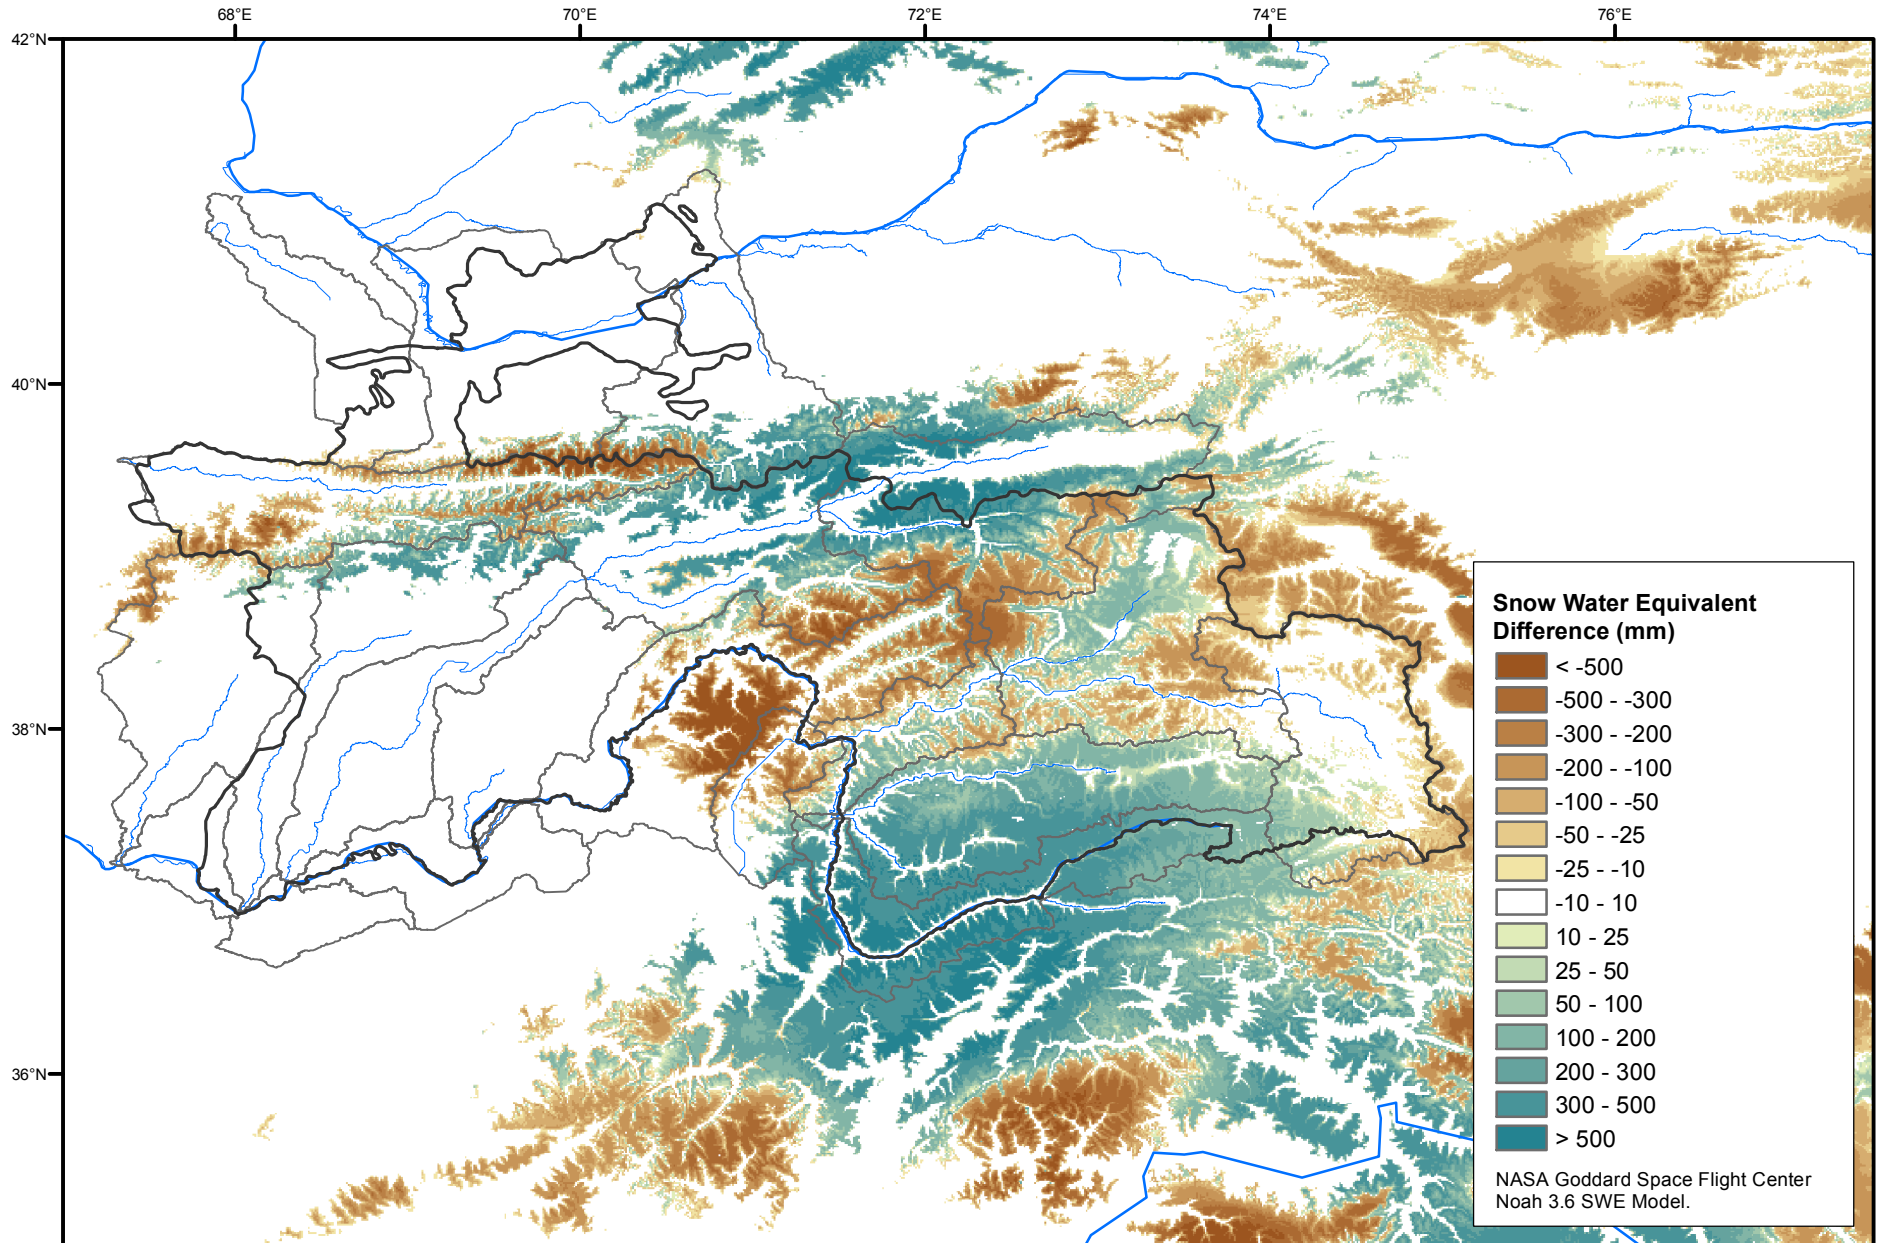 68°E 70°E 72°E 74°E 76°E
42°N
40°N
38°N
36°N
Snow Water Equivalent
Difference (mm)
< -500
-500 - -300
-300 - -200
-200 - -100
-100 - -50
-50 - -25
-25 - -10
-10 - 10
10 - 25
25 - 50
50 - 100
100 - 200
200 - 300
300 - 500
> 500
NASA Goddard Space Flight Center
Noah 3.6 SWE Model.